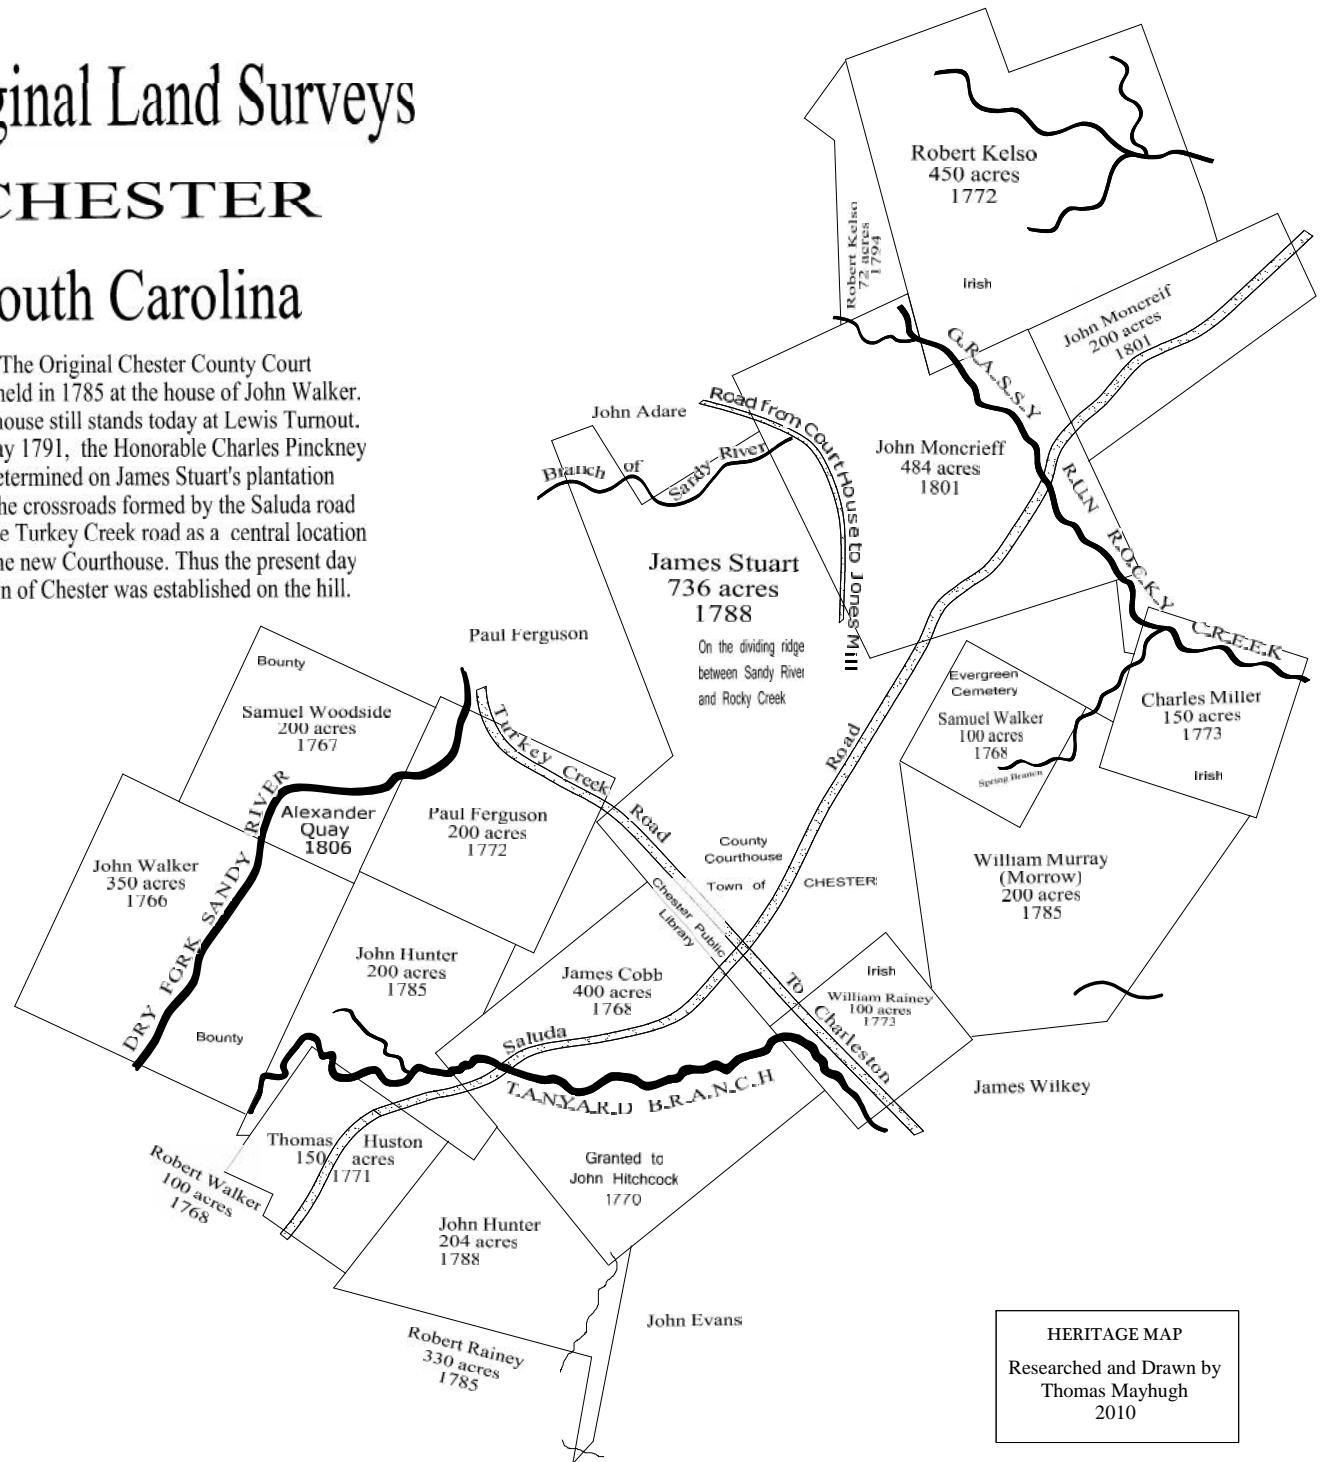 ginal Land Surveys
CHESTER
outh Carolina
The Original Chester County Court
held in 1785 at the house of John Walker.
house still stands today at Lewis Turnout.
ay 1791, the Honorable Charles Pinckney
etermined on James Stuart's plantation
he crossroads formed by the Saluda road
e Turkey Creek road as a central location
he new Courthouse. Thus the present day
n of Chester was established on the hill.
Robert Kelso
450 acres
1772
Irish
Robert Kelso
72 acres
1794
John Moncreif
200 acres
1801
GRASSY RUN ROCKY CREEK
John Adare
Road from Court House to Jones Mill
Branch of Sandy River
John Moncrieff
484 acres
1801
James Stuart
736 acres
1788
On the dividing ridge
between Sandy River
and Rocky Creek
Paul Ferguson
Bounty
Samuel Woodside
200 acres
1767
Evergreen
Cemetery
Samuel Walker
100 acres
1768
Spring Branch
Charles Miller
150 acres
1773
Irish
Turkey Creek Road To Charleston
Saluda Road
DRY FORK SANDY RIVER
Alexander
Quay
1806
Paul Ferguson
200 acres
1772
John Walker
350 acres
1766
Bounty
County
Courthouse
Town of CHESTER
Chester Public
Library
William Murray
(Morrow)
200 acres
1785
John Hunter
200 acres
1785
James Cobb
400 acres
1768
Irish
William Rainey
100 acres
1773
TANYARD BRANCH
James Wilkey
Thomas Huston
150 acres
1771
Robert Walker
100 acres
1768
Granted to
John Hitchcock
1770
John Hunter
204 acres
1788
John Evans
Robert Rainey
330 acres
1785
HERITAGE MAP
Researched and Drawn by
Thomas Mayhugh
2010